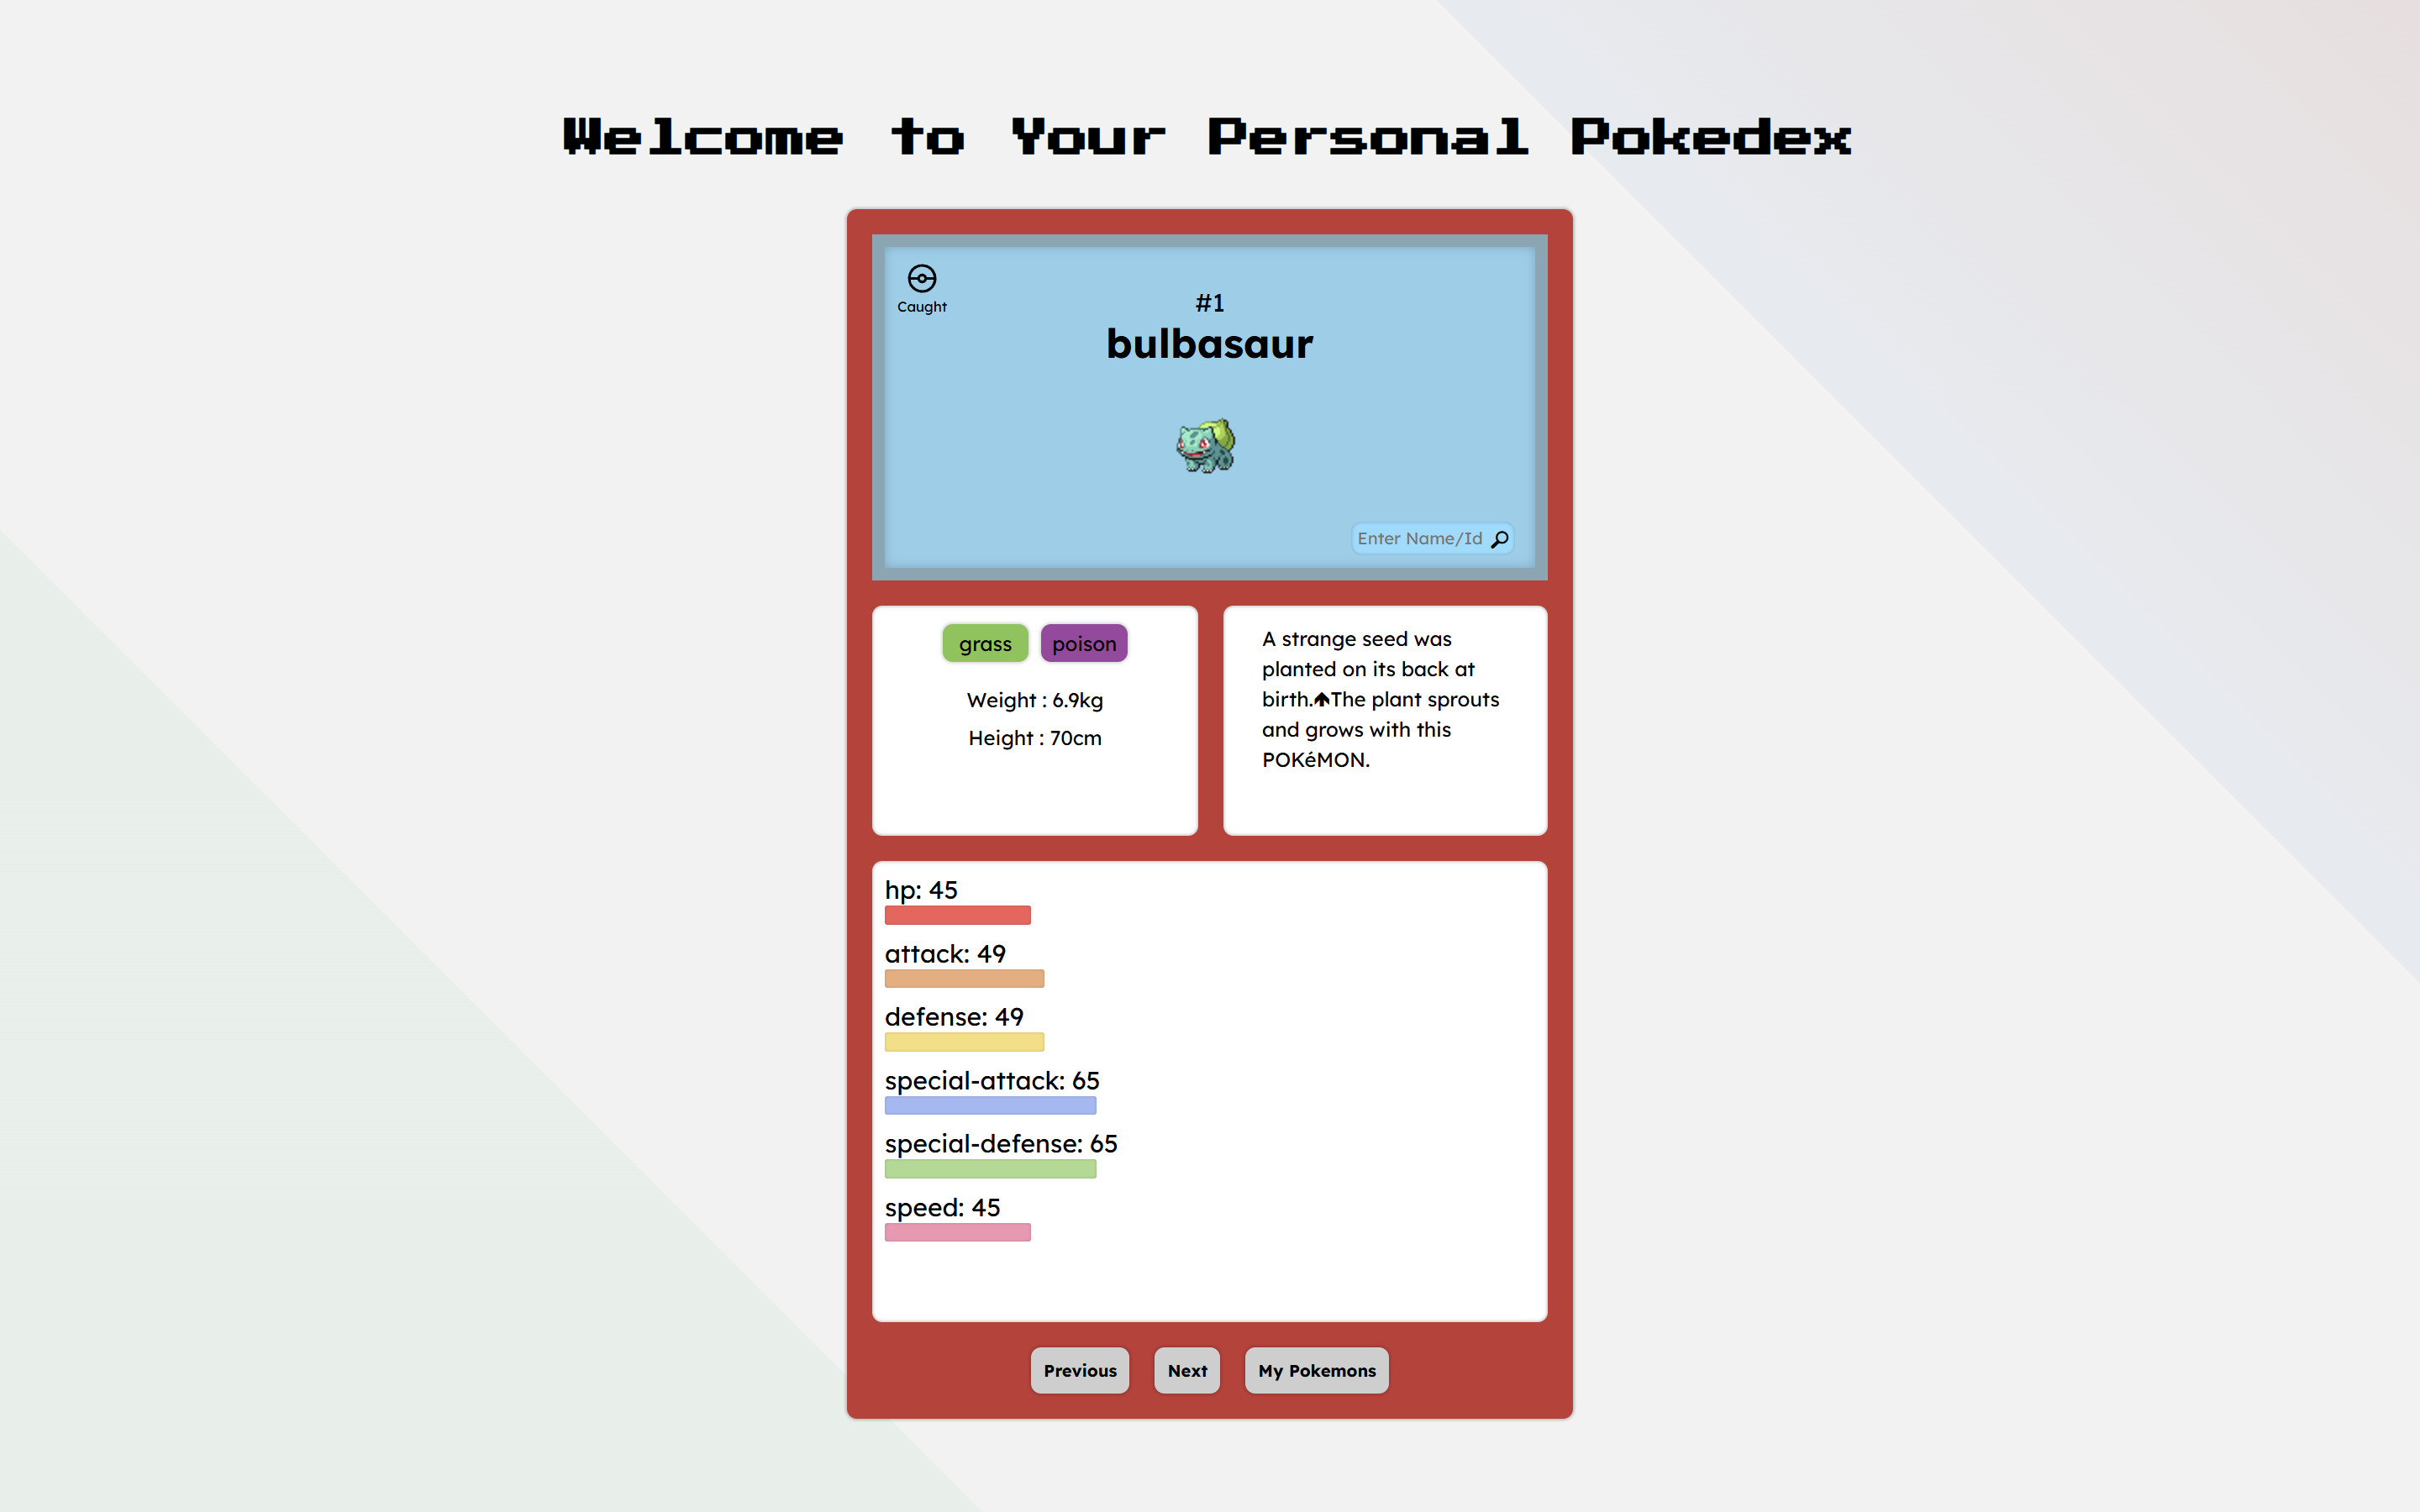 Welcome to Your Personal Pokedex
Caught
#1
bulbasaur
Enter Name/Id
grass poison
Weight : 6.9kg
Height : 70cm
A strange seed was
planted on its back at
birth.🡅The plant sprouts
and grows with this
POKéMON.
hp: 45
attack: 49
defense: 49
special-attack: 65
special-defense: 65
speed: 45
Previous Next My Pokemons